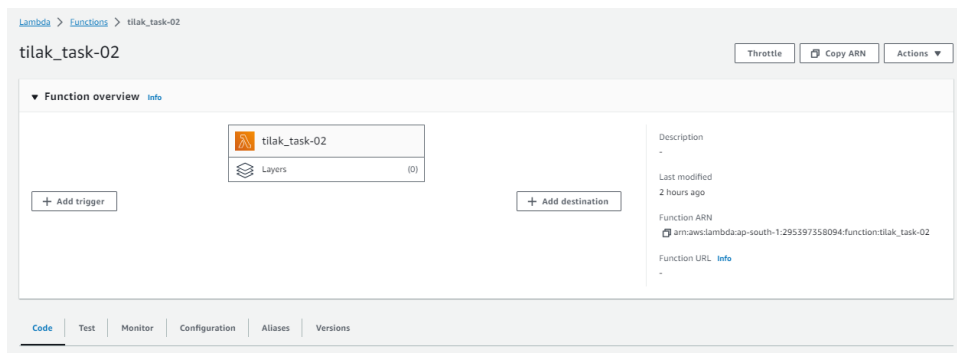 Lambda > Functions > tilak_task-02
tilak_task-02
Throttle Copy ARN Actions ▼
▼ Function overview Info
tilak_task-02
Layers (0)
+ Add trigger
+ Add destination
Description
-
Last modified
2 hours ago
Function ARN
arn:aws:lambda:ap-south-1:295397358094:function:tilak_task-02
Function URL Info
-
Code Test Monitor Configuration Aliases Versions